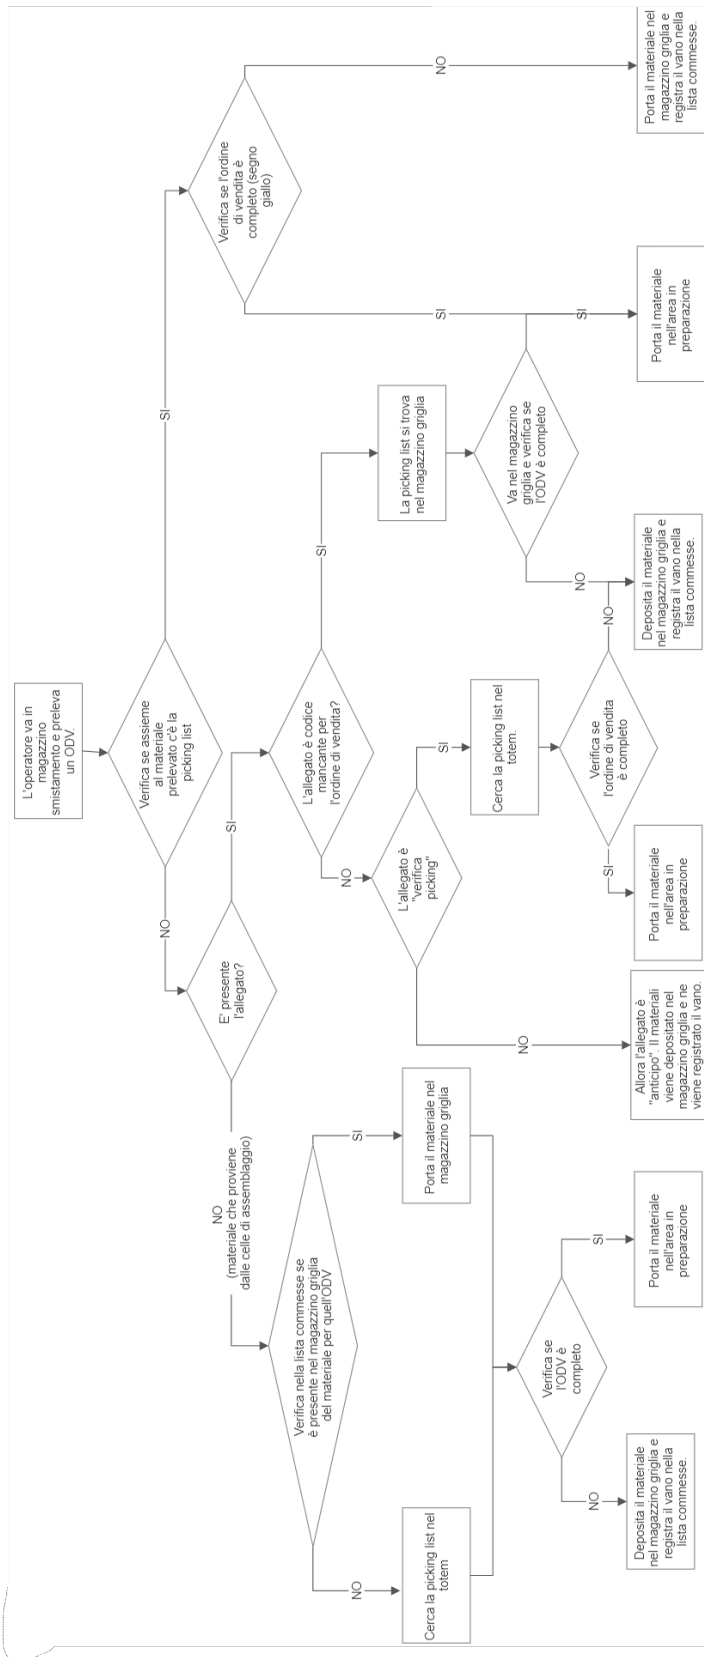 L'operatore va in
magazzino
smistamento e preleva
un ODV.
Verifica se assieme
al materiale
prelevato c'è la
picking list
NO
SI
E' presente
l'allegato?
Verifica se l'ordine
di vendita è
completo (segno
giallo)
NO
(materiale che proviene
dalle celle di assemblaggio)
SI
SI
NO
Verifica nella lista commesse se
è presente nel magazzino griglia
del materiale per quell'ODV
L'allegato è codice
mancante per
l'ordine di vendita?
NO
SI
NO
SI
Cerca la picking list nel
totem
Porta il materiale nel
magazzino griglia
L'allegato è
"verifica
picking"
La picking list si trova
nel magazzino griglia
NO
SI
Cerca la picking list nel
totem.
Va nel magazzino
griglia e verifica se
l'ODV è completo
Verifica se
l'ODV è
completo
Verifica se
l'ordine di vendita
è completo
NO
SI
NO
SI
SI
NO
SI
Deposita il materiale
nel magazzino griglia e
registra il vano nella
lista commesse.
Porta il materiale
nell'area in
preparazione
Allora l'allegato è
"anticipo". Il materiali
viene depositato nel
magazzino griglia e ne
viene registrato il vano.
Porta il materiale
nell'area in
preparazione
Deposita il materiale
nel magazzino griglia e
registra il vano nella
lista commesse.
Porta il materiale
nell'area in
preparazione
Porta il materiale nel
magazzino griglia e
registra il vano nella
lista commesse.